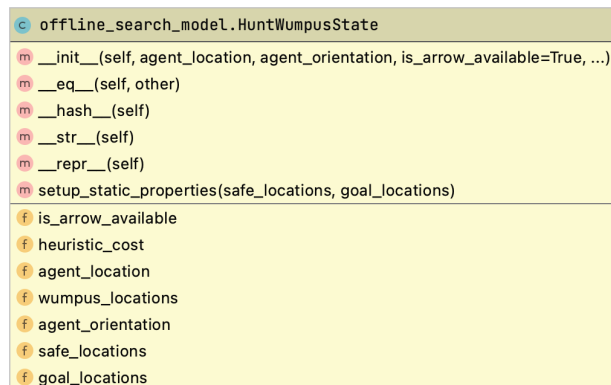 c offline_search_model.HuntWumpusState
m __init__(self, agent_location, agent_orientation, is_arrow_available=True, ...)
m __eq__(self, other)
m __hash__(self)
m __str__(self)
m __repr__(self)
m setup_static_properties(safe_locations, goal_locations)
f is_arrow_available
f heuristic_cost
f agent_location
f wumpus_locations
f agent_orientation
f safe_locations
f goal_locations